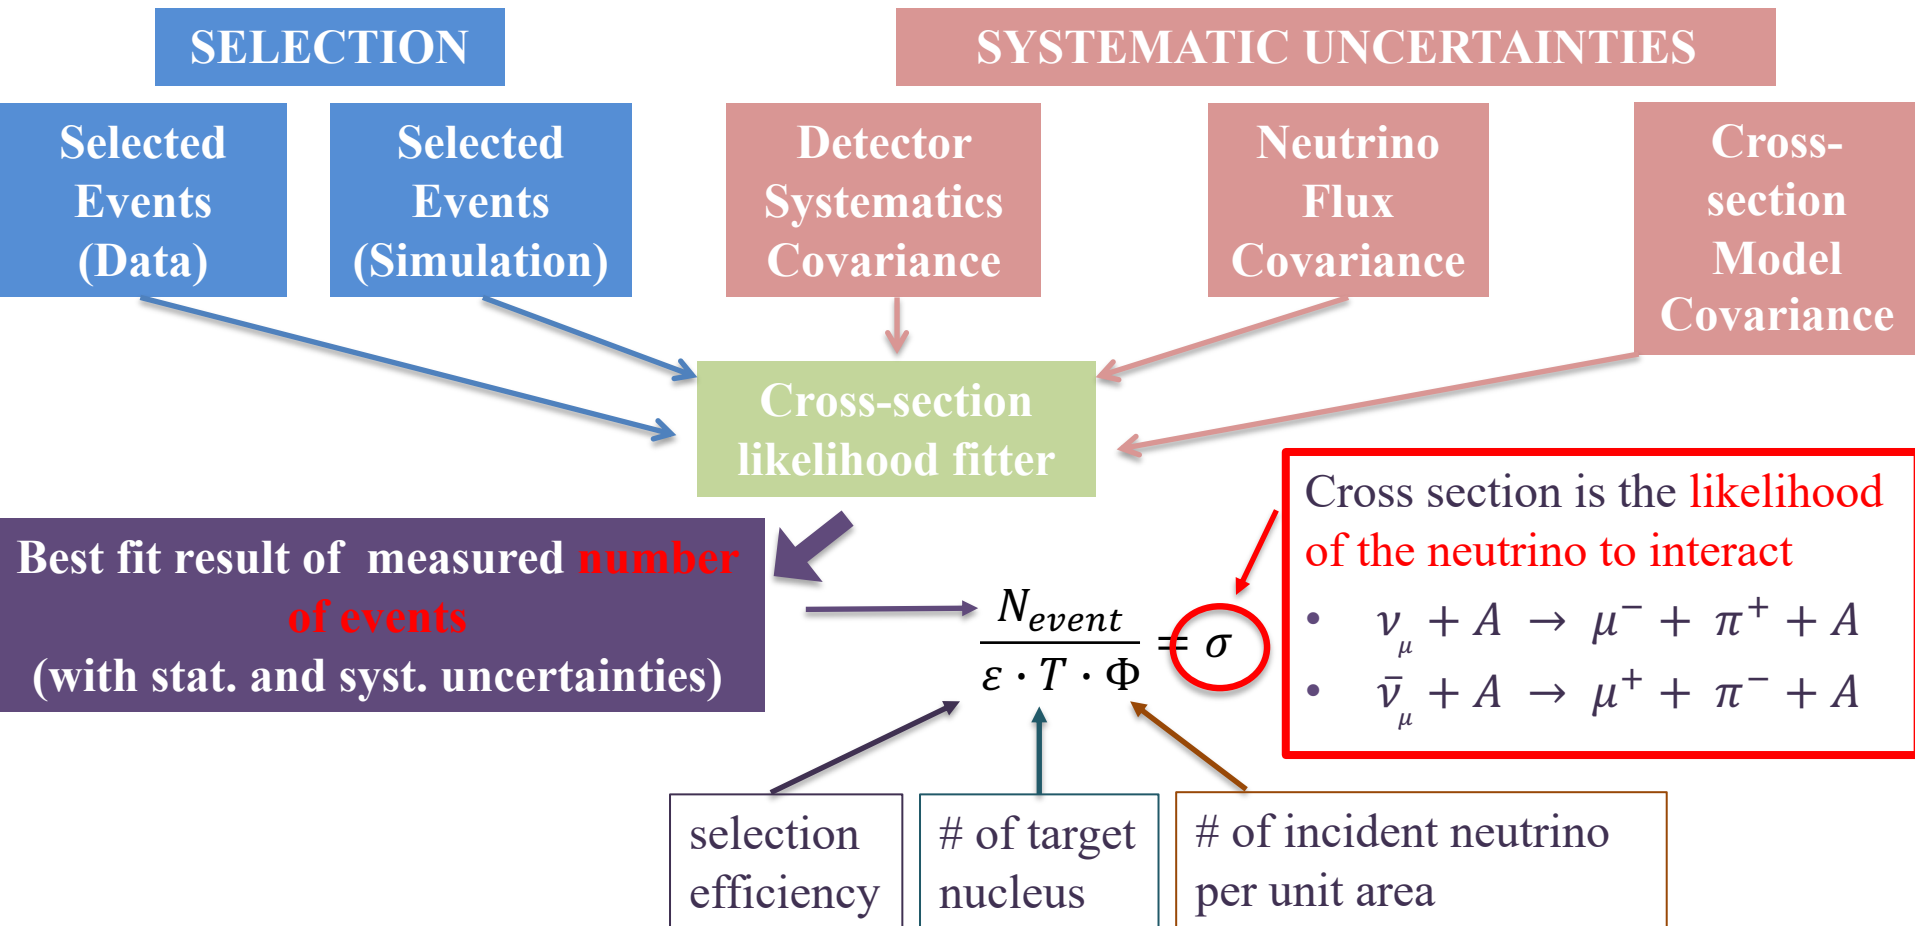 SELECTION
SYSTEMATIC UNCERTAINTIES
Selected
Events
(Data)
Selected
Events
(Simulation)
Detector
Systematics
Covariance
Neutrino
Flux
Covariance
Cross-
section
Model
Covariance
Cross-section
likelihood fitter
Best fit result of  measured number
of events
(with stat. and syst. uncertainties)
N_event
ε · T · Φ
= σ
Cross section is the likelihood
of the neutrino to interact
• ν_μ + A → μ⁻ + π⁺ + A
• ν̄_μ + A → μ⁺ + π⁻ + A
selection
efficiency
# of target
nucleus
# of incident neutrino
per unit area